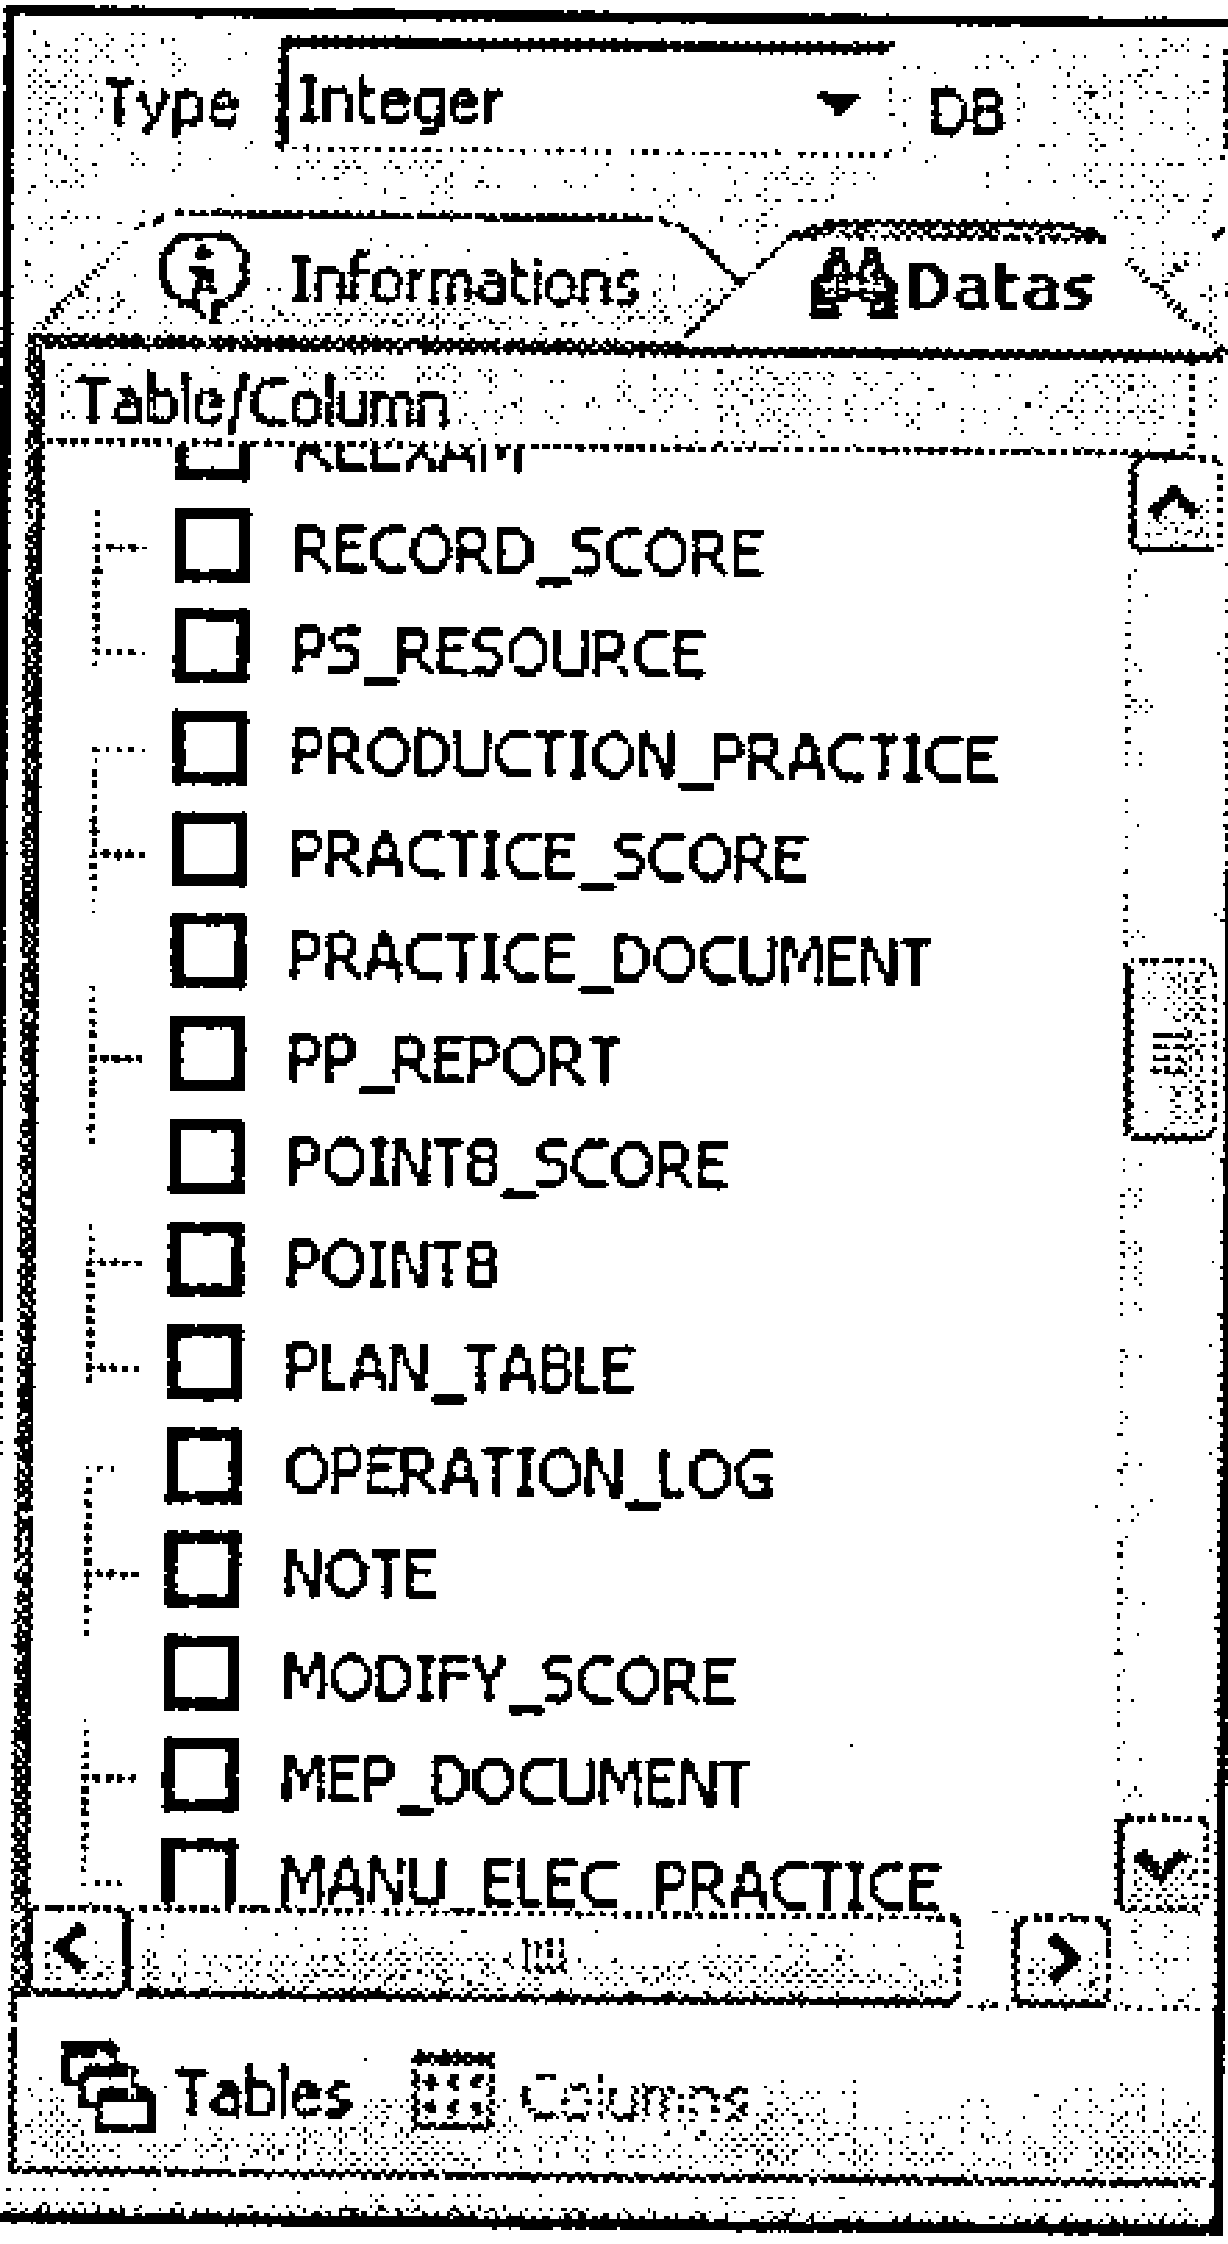 Type Integer DB
Informations Datas
Table/Column
REEXAM
RECORD_SCORE
PS_RESOURCE
PRODUCTION_PRACTICE
PRACTICE_SCORE
PRACTICE_DOCUMENT
PP_REPORT
POINT8_SCORE
POINT8
PLAN_TABLE
OPERATION_LOG
NOTE
MODIFY_SCORE
MEP_DOCUMENT
MANU_ELEC_PRACTICE
Tables Columns